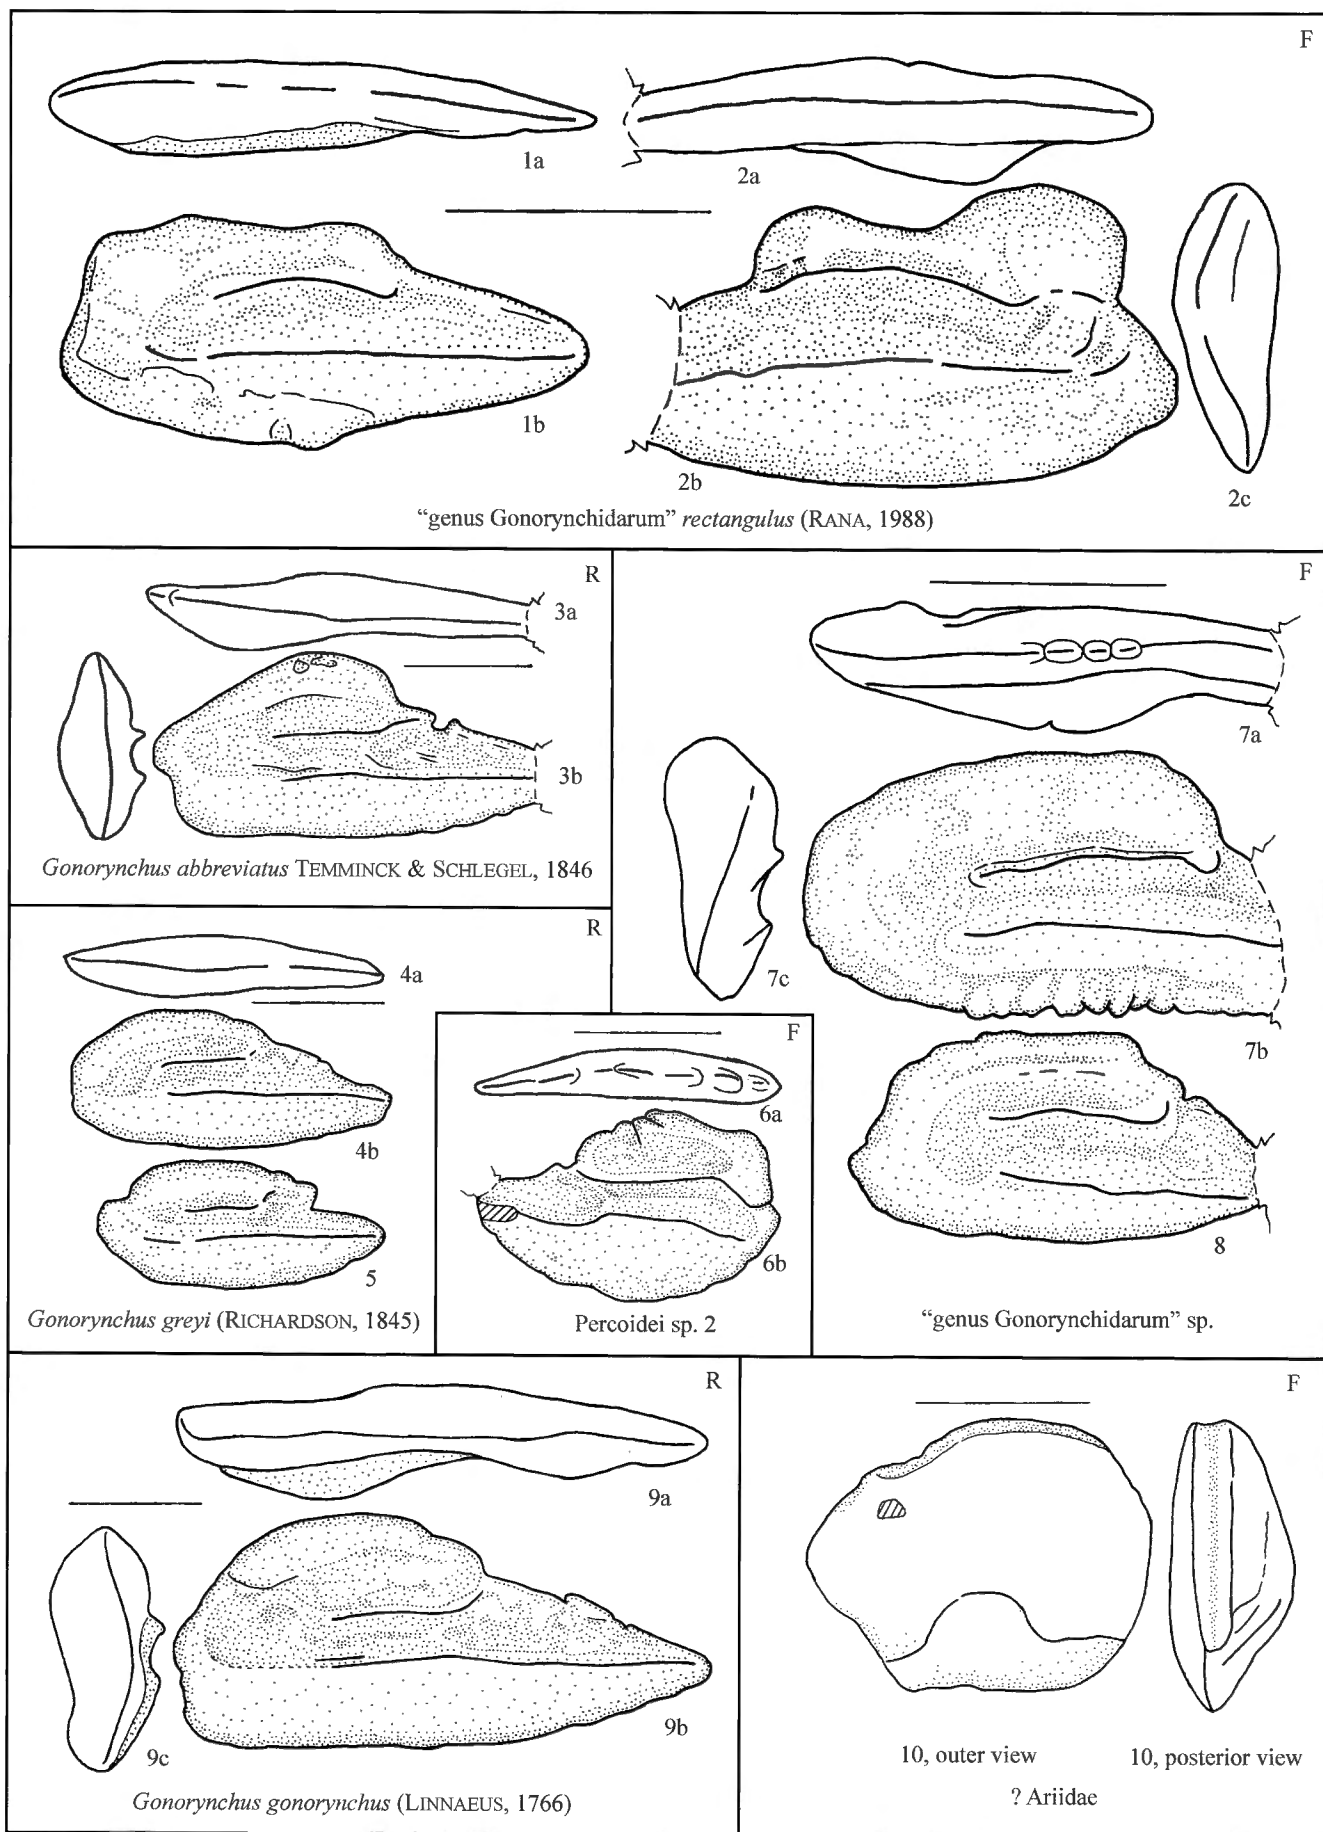 F
1a
2a
1b
2b
2c
“genus Gonorynchidarum” rectangulus (RANA, 1988)
R
3a
3b
Gonorynchus abbreviatus TEMMINCK & SCHLEGEL, 1846
F
7a
7c
7b
8
“genus Gonorynchidarum” sp.
R
4a
4b
5
Gonorynchus greyi (RICHARDSON, 1845)
F
6a
6b
Percoidei sp. 2
R
9a
9b
9c
Gonorynchus gonorynchus (LINNAEUS, 1766)
F
10, outer view
10, posterior view
? Ariidae